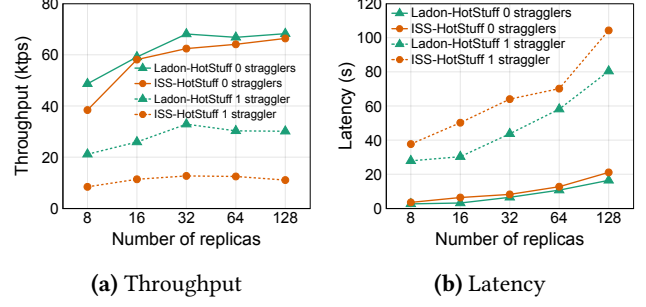 80
60
40
20
0
Throughput (ktps)
Ladon-HotStuff 0 stragglers
ISS-HotStuff 0 stragglers
Ladon-HotStuff 1 straggler
ISS-HotStuff 1 straggler
8 16 32 64 128
Number of replicas
(a) Throughput
120
100
80
60
40
20
0
Latency (s)
Ladon-HotStuff 0 stragglers
ISS-HotStuff 0 stragglers
Ladon-HotStuff 1 straggler
ISS-HotStuff 1 straggler
8 16 32 64 128
Number of replicas
(b) Latency